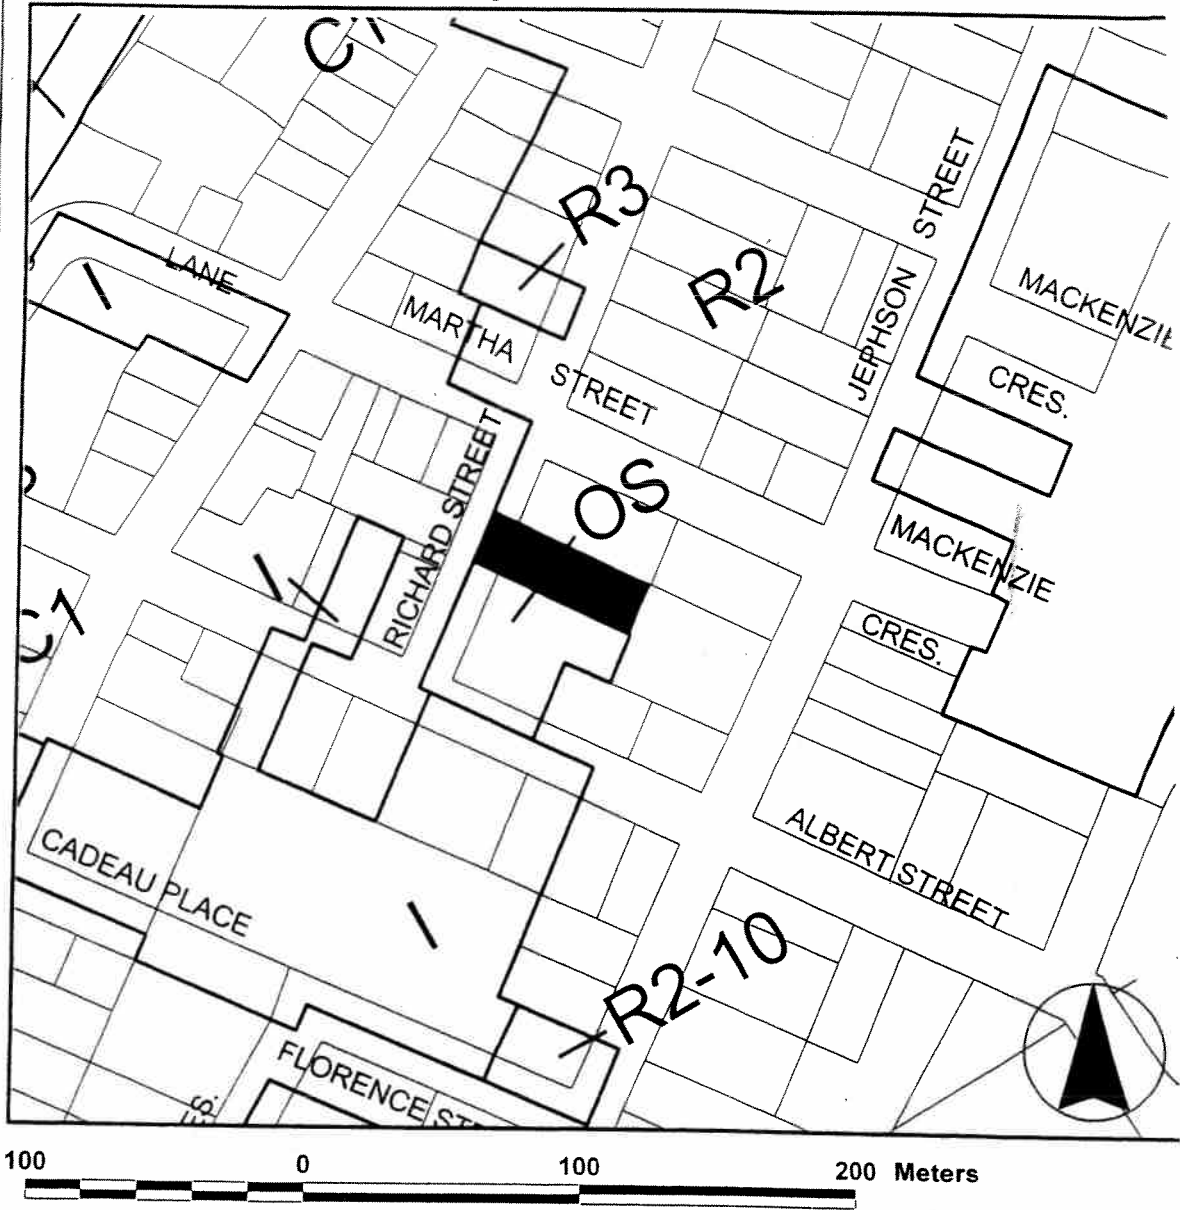 R3
STREET
LANE
R2
MARTHA
STREET
JEPHSON
MACKENZIE
CRES.
OS
RICHARD STREET
MACKENZIE
C1
CRES.
CADEAU PLACE
ALBERT STREET
R2-10
FLORENCE
100 0 100 200 Meters